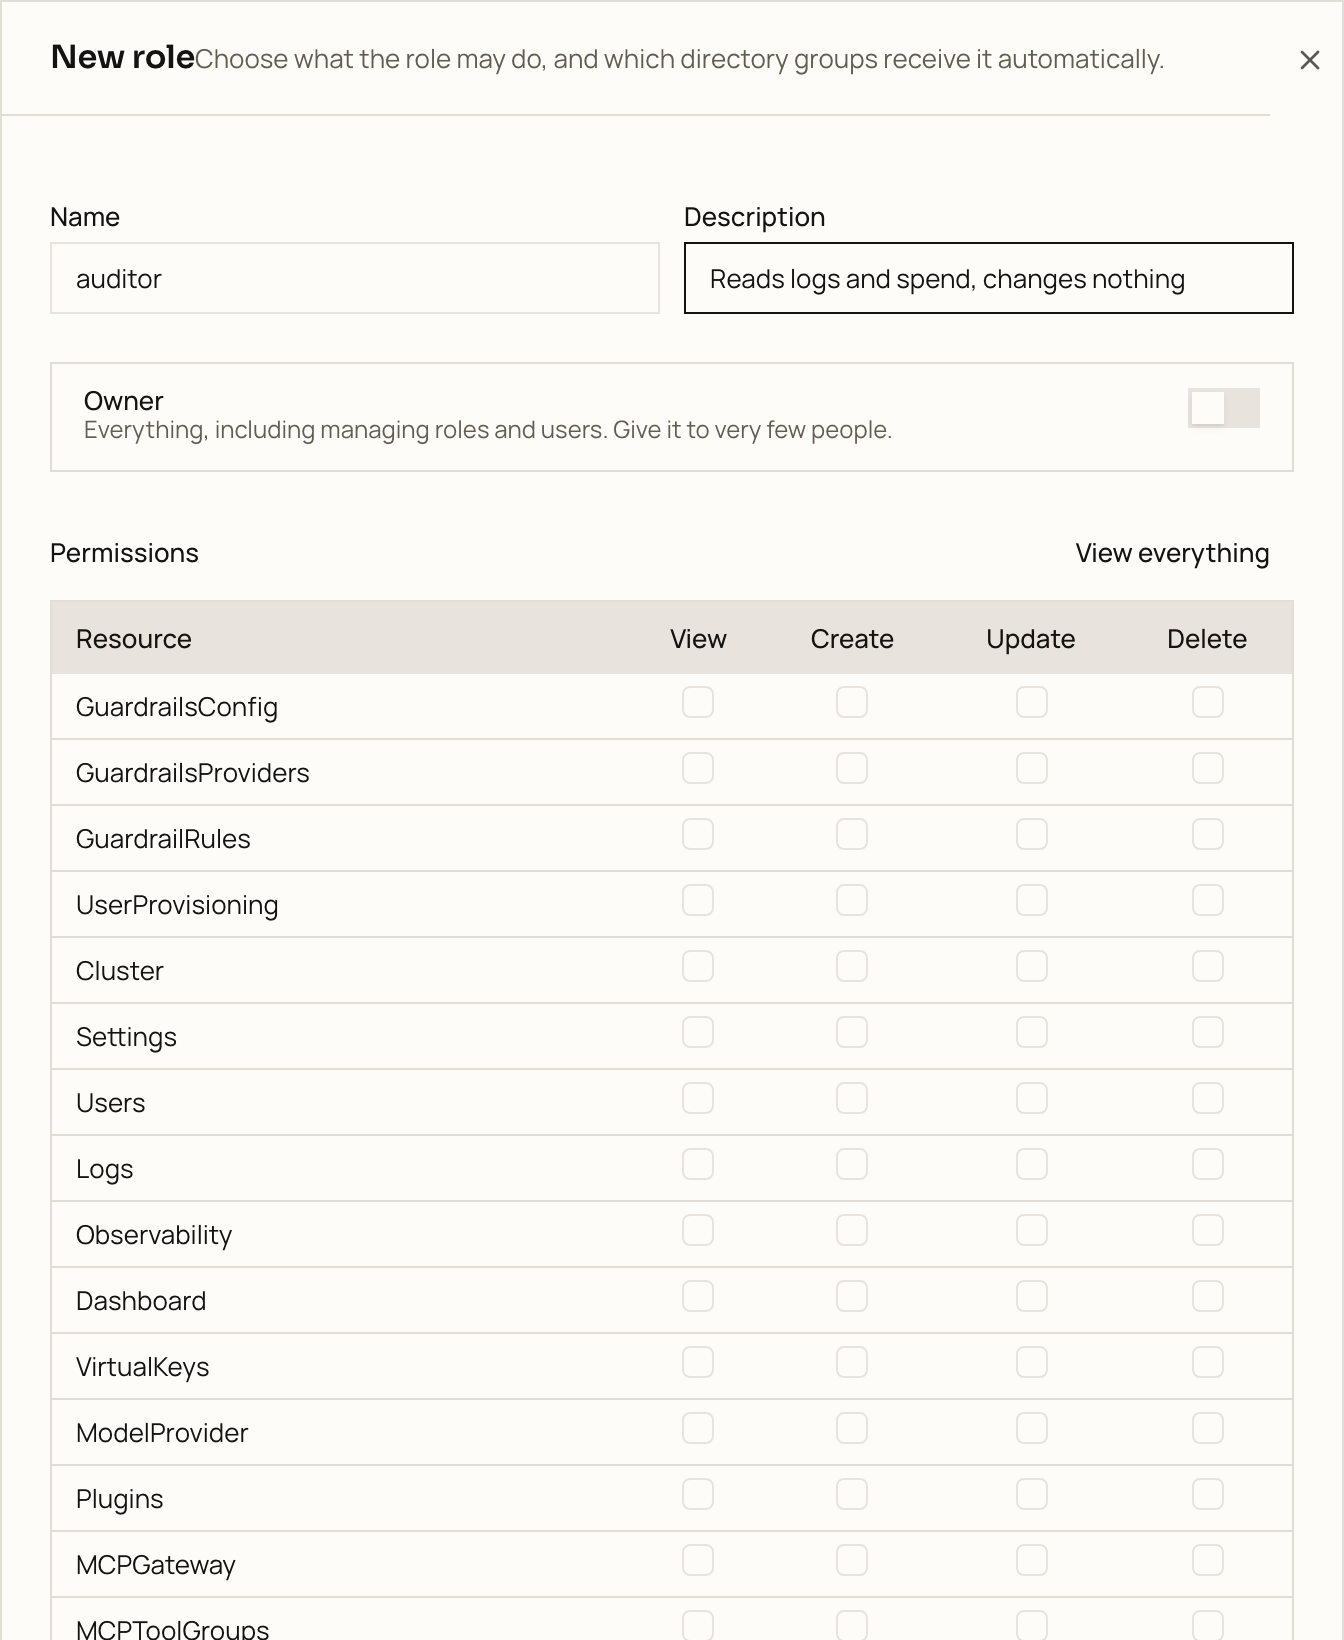 New role Choose what the role may do, and which directory groups receive it automatically.
Name Description
auditor Reads logs and spend, changes nothing
Owner
Everything, including managing roles and users. Give it to very few people.
Permissions View everything
Resource View Create Update Delete
GuardrailsConfig
GuardrailsProviders
GuardrailRules
UserProvisioning
Cluster
Settings
Users
Logs
Observability
Dashboard
VirtualKeys
ModelProvider
Plugins
MCPGateway
MCPToolGroups